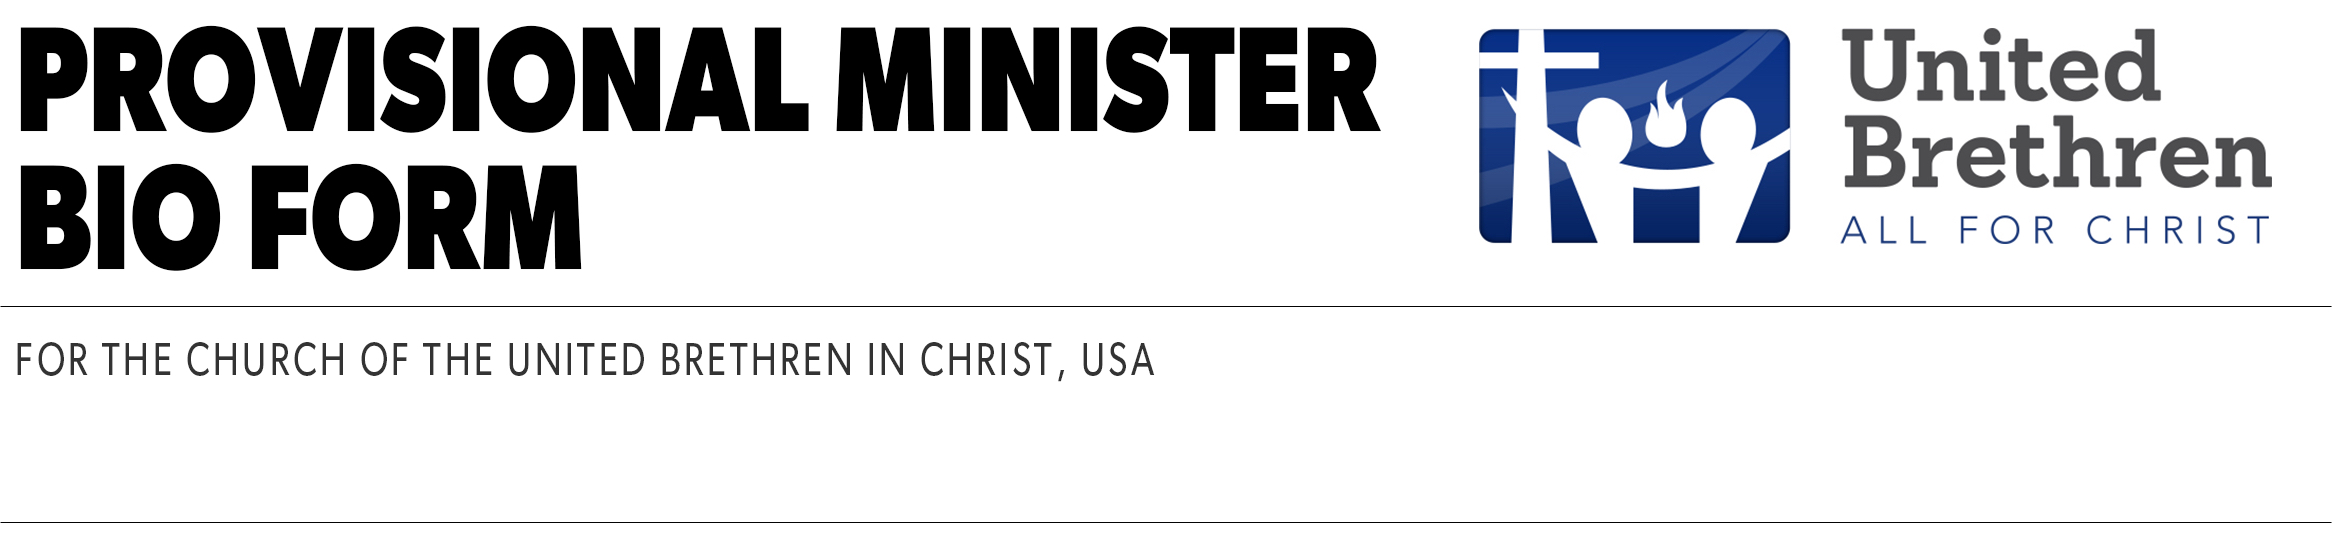 PROVISIONAL MINISTER
BIO FORM
United
Brethren
ALL FOR CHRIST
FOR THE CHURCH OF THE UNITED BRETHREN IN CHRIST, USA